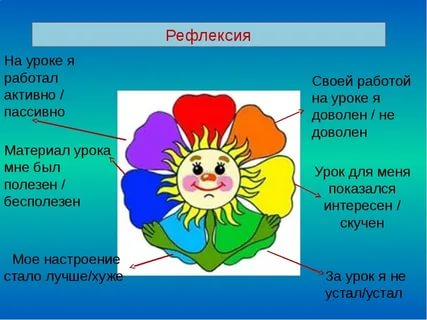 Рефлексия
На уроке я
работал
активно /
пассивно
Своей работой
на уроке я
доволен / не
доволен
Материал урока
мне был
полезен /
бесполезен
Урок для меня
показался
интересен /
скучен
Мое настроение
стало лучше/хуже
За урок я не
устал/устал